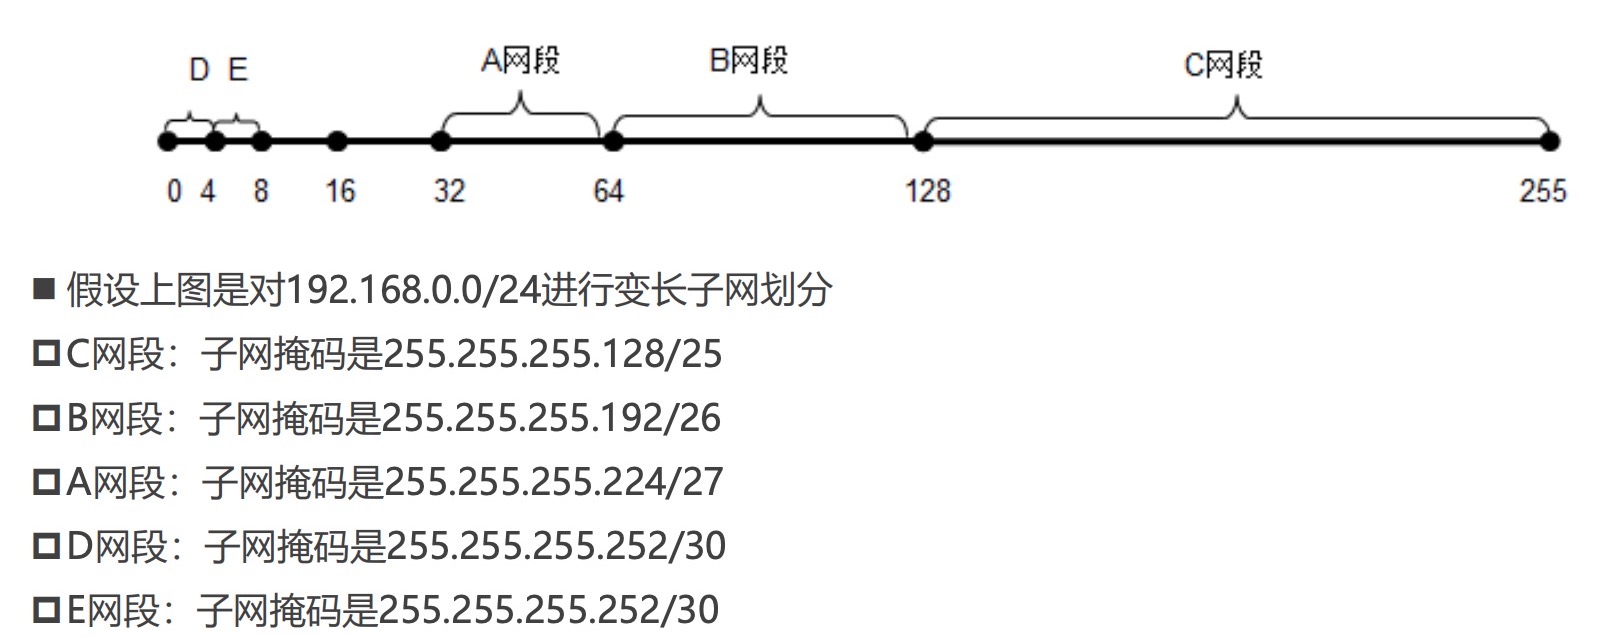 D E A网段 B网段 C网段
0 4 8 16 32 64 128 255
■ 假设上图是对192.168.0.0/24进行变长子网划分
C网段：子网掩码是255.255.255.128/25
B网段：子网掩码是255.255.255.192/26
A网段：子网掩码是255.255.255.224/27
D网段：子网掩码是255.255.255.252/30
E网段：子网掩码是255.255.255.252/30